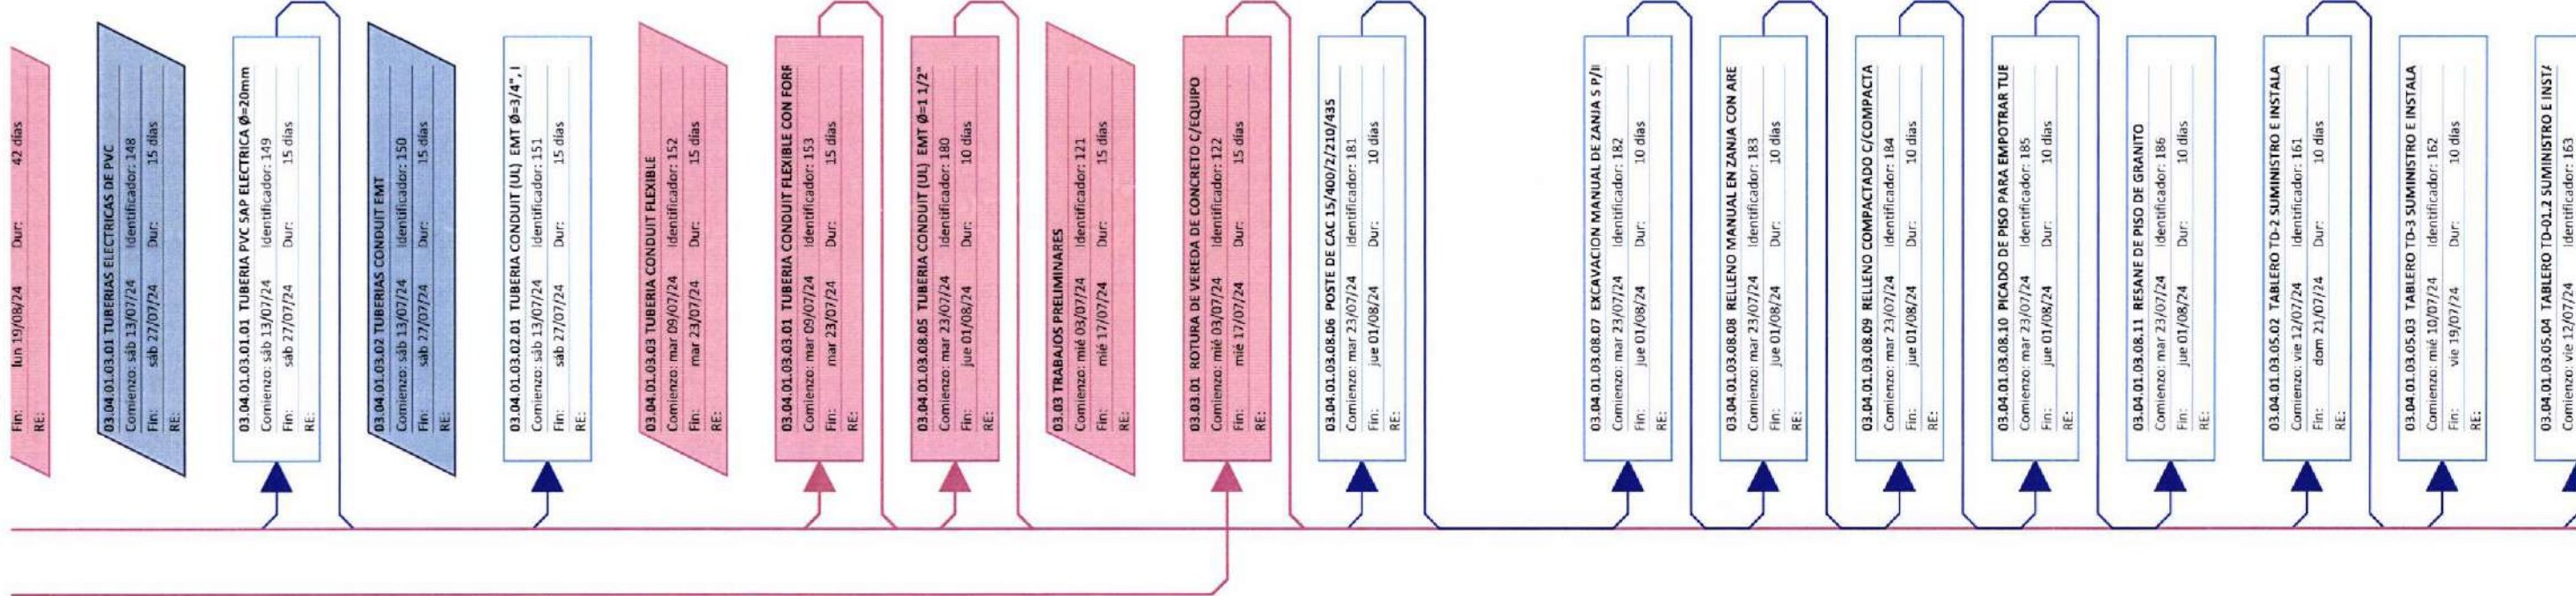 Fin: lun 19/08/24 Dur: 42 días
RE:
03.04.01.03.01 TUBERIAS ELECTRICAS DE PVC
Comienzo: sáb 13/07/24 Identificador: 148
Fin: sáb 27/07/24 Dur: 15 días
RE:
03.04.01.03.01.01 TUBERIA PVC SAP ELECTRICA Ø=20mm
Comienzo: sáb 13/07/24 Identificador: 149
Fin: sáb 27/07/24 Dur: 15 días
RE:
03.04.01.03.02 TUBERIAS CONDUIT EMT
Comienzo: sáb 13/07/24 Identificador: 150
Fin: sáb 27/07/24 Dur: 15 días
RE:
03.04.01.03.02.01 TUBERIA CONDUIT (UL) EMT Ø=3/4", I
Comienzo: sáb 13/07/24 Identificador: 151
Fin: sáb 27/07/24 Dur: 15 días
RE:
03.04.01.03.03 TUBERIA CONDUIT FLEXIBLE
Comienzo: mar 09/07/24 Identificador: 152
Fin: mar 23/07/24 Dur: 15 días
RE:
03.04.01.03.03.01 TUBERIA CONDUIT FLEXIBLE CON FORR
Comienzo: mar 09/07/24 Identificador: 153
Fin: mar 23/07/24 Dur: 15 días
RE:
03.04.01.03.08.05 TUBERIA CONDUIT (UL) EMT Ø=1 1/2"
Comienzo: mar 23/07/24 Identificador: 180
Fin: jue 01/08/24 Dur: 10 días
RE:
03.03 TRABAJOS PRELIMINARES
Comienzo: mié 03/07/24 Identificador: 121
Fin: mié 17/07/24 Dur: 15 días
RE:
03.03.01 ROTURA DE VEREDA DE CONCRETO C/EQUIPO
Comienzo: mié 03/07/24 Identificador: 122
Fin: mié 17/07/24 Dur: 15 días
RE:
03.04.01.03.08.06 POSTE DE CAC 15/400/2/210/435
Comienzo: mar 23/07/24 Identificador: 181
Fin: jue 01/08/24 Dur: 10 días
RE:
03.04.01.03.08.07 EXCAVACION MANUAL DE ZANJA S P/II
Comienzo: mar 23/07/24 Identificador: 182
Fin: jue 01/08/24 Dur: 10 días
RE:
03.04.01.03.08.08 RELLENO MANUAL EN ZANJA CON ARE
Comienzo: mar 23/07/24 Identificador: 183
Fin: jue 01/08/24 Dur: 10 días
RE:
03.04.01.03.08.09 RELLENO COMPACTADO C/COMPACTA
Comienzo: mar 23/07/24 Identificador: 184
Fin: jue 01/08/24 Dur: 10 días
RE:
03.04.01.03.08.10 PICADO DE PISO PARA EMPOTRAR TUB
Comienzo: mar 23/07/24 Identificador: 185
Fin: jue 01/08/24 Dur: 10 días
RE:
03.04.01.03.08.11 RESANE DE PISO DE GRANITO
Comienzo: mar 23/07/24 Identificador: 186
Fin: jue 01/08/24 Dur: 10 días
RE:
03.04.01.03.05.02 TABLERO TD-2 SUMINISTRO E INSTALA
Comienzo: vie 12/07/24 Identificador: 161
Fin: dom 21/07/24 Dur: 10 días
RE:
03.04.01.03.05.03 TABLERO TD-3 SUMINISTRO E INSTALA
Comienzo: mié 10/07/24 Identificador: 162
Fin: vie 19/07/24 Dur: 10 días
RE:
03.04.01.03.05.04 TABLERO TD-01.2 SUMINISTRO E INSTA
Comienzo: vie 12/07/24 Identificador: 163